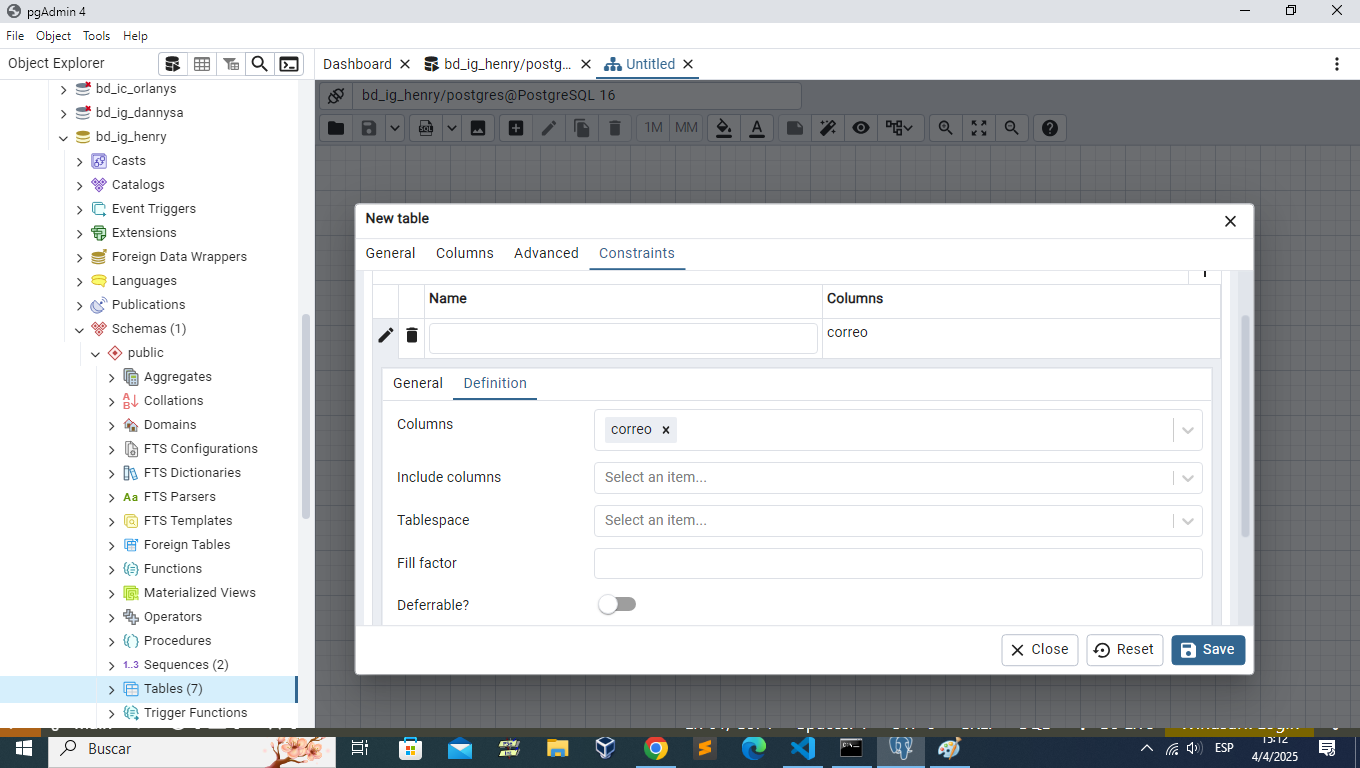 pgAdmin 4
File Object Tools Help
Object Explorer
Dashboard
bd_ig_henry/postg...
Untitled
bd_ig_henry/postgres@PostgreSQL 16
SQL
1M
MM
bd_ic_orlanys
bd_ig_dannysa
bd_ig_henry
Casts
Catalogs
Event Triggers
Extensions
Foreign Data Wrappers
Languages
Publications
Schemas (1)
public
Aggregates
Collations
Domains
FTS Configurations
FTS Dictionaries
Aa FTS Parsers
FTS Templates
Foreign Tables
Functions
Materialized Views
Operators
Procedures
1..3 Sequences (2)
Tables (7)
Trigger Functions
New table
General Columns Advanced Constraints
Name Columns
correo
General Definition
Columns correo
Include columns Select an item...
Tablespace Select an item...
Fill factor
Deferrable?
Close Reset Save
Buscar
ESP
15:12
4/4/2025